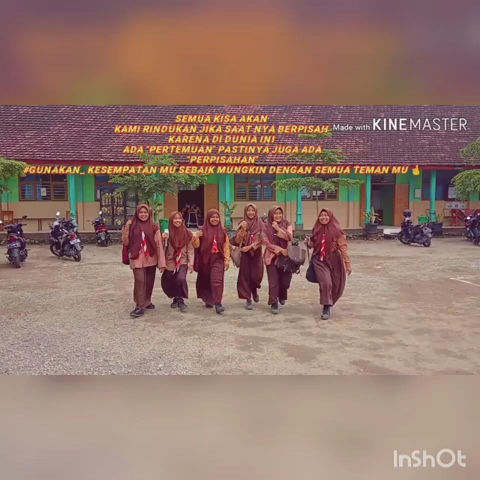 SEMUA KISA AKAN
KAMI RINDUKAN JIKA SAAT NYA BERPISAH
Made with KINEMASTER
KARENA DI DUNIA INI
ADA "PERTEMUAN" PASTINYA JUGA ADA
"PERPISAHAN"
#GUNAKAN_ KESEMPATAN MU SEBAIK MUNGKIN DENGAN SEMUA TEMAN MU👍
InShOt